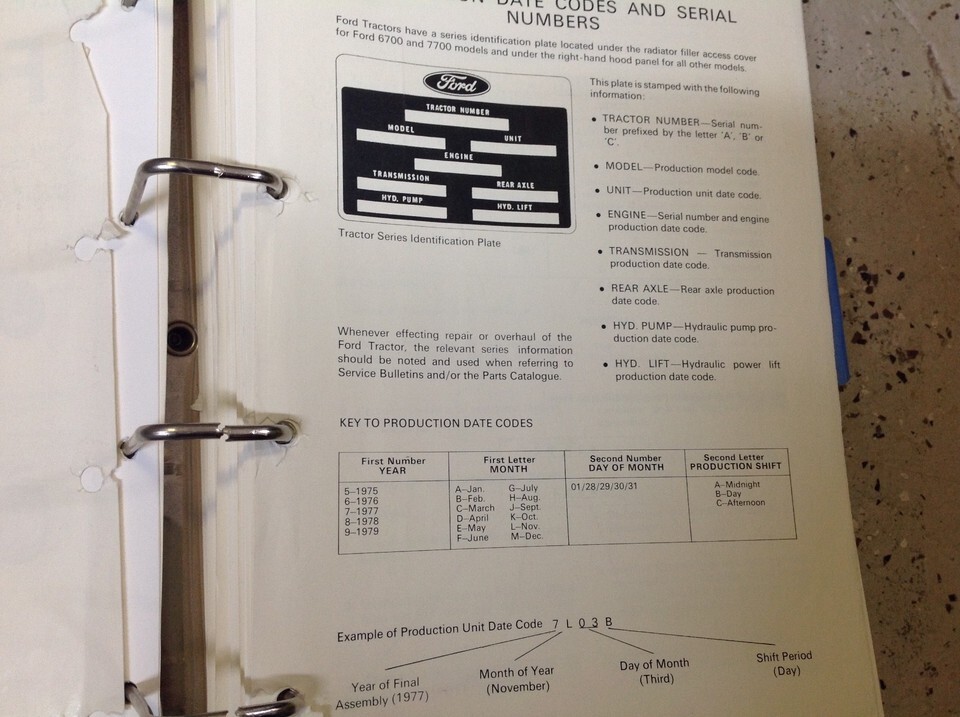 DATE CODES AND SERIAL
NUMBERS
Ford Tractors have a series identification plate located under the radiator filler access cover
for Ford 6700 and 7700 models and under the right-hand hood panel for all other models.
Ford
TRACTOR NUMBER
MODEL
UNIT
ENGINE
TRANSMISSION
REAR AXLE
HYD. PUMP
HYD. LIFT
Tractor Series Identification Plate
This plate is stamped with the following
information:
• TRACTOR NUMBER—Serial num-
ber prefixed by the letter 'A', 'B' or
'C'.
• MODEL—Production model code.
• UNIT—Production unit date code.
• ENGINE—Serial number and engine
production date code.
• TRANSMISSION — Transmission
production date code.
• REAR AXLE—Rear axle production
date code.
• HYD. PUMP—Hydraulic pump pro-
duction date code.
• HYD. LIFT—Hydraulic power lift
production date code.
Whenever effecting repair or overhaul of the
Ford Tractor, the relevant series information
should be noted and used when referring to
Service Bulletins and/or the Parts Catalogue.
KEY TO PRODUCTION DATE CODES
First Number First Letter Second Number Second Letter
YEAR MONTH DAY OF MONTH PRODUCTION SHIFT
5–1975 A–Jan. G–July 01/28/29/30/31 A–Midnight
6–1976 B–Feb. H–Aug. B–Day
7–1977 C–March J–Sept. C–Afternoon
8–1978 D–April K–Oct.
9–1979 E–May L–Nov.
F–June M–Dec.
Example of Production Unit Date Code 7 L 0 3 B
Year of Final
Assembly (1977)
Month of Year
(November)
Day of Month
(Third)
Shift Period
(Day)